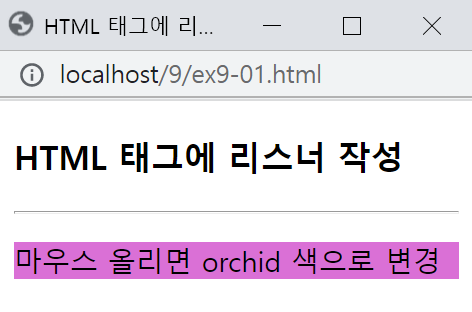 HTML 태그에 리...
localhost/9/ex9-01.html
HTML 태그에 리스너 작성
마우스 올리면 orchid 색으로 변경